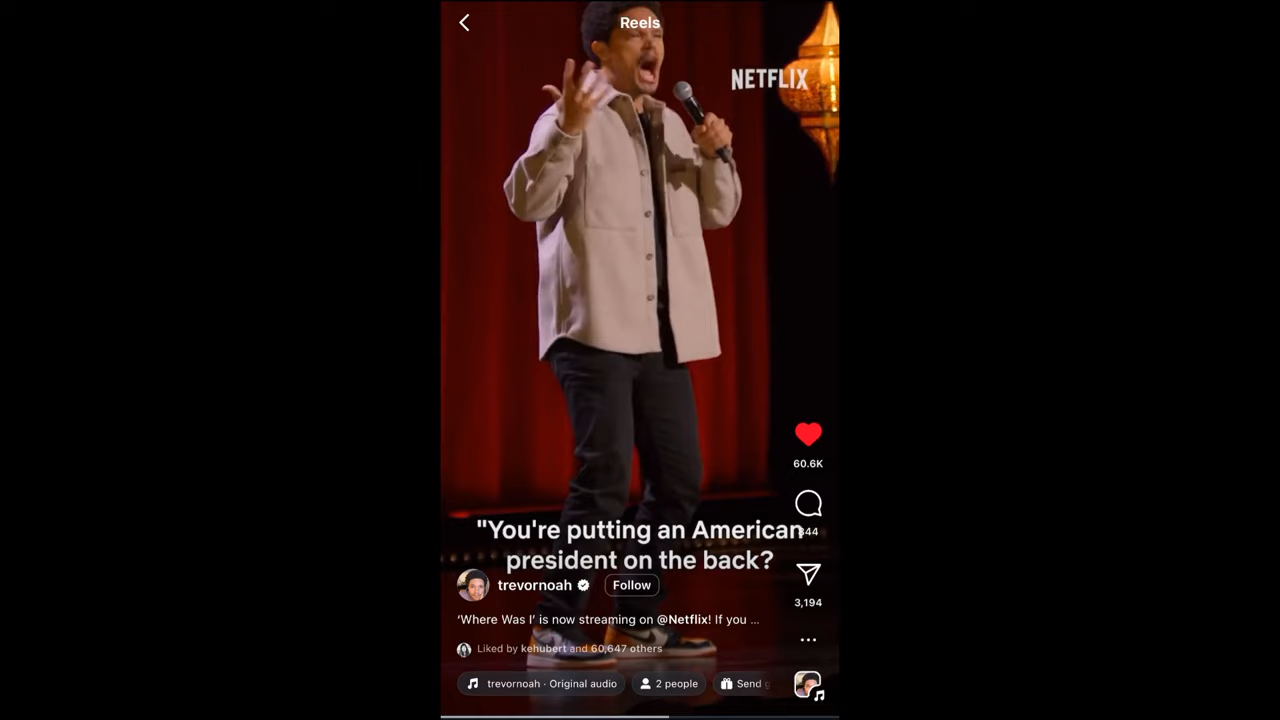 Reels
NETFLIX
60.6K
"You're putting an American
president on the back?
trevornoah
Follow
3,194
‘Where Was I’ is now streaming on @Netflix! If you ...
Liked by kehubert and 60,647 others
trevornoah · Original audio
2 people
Send